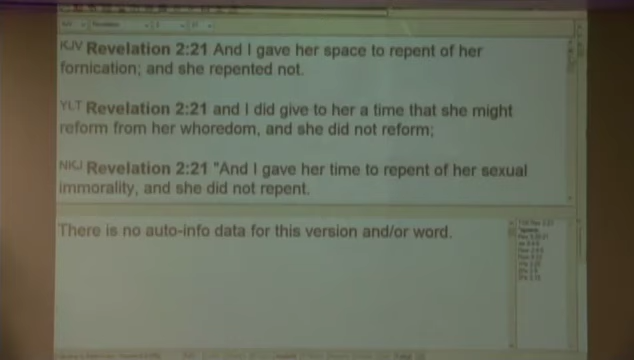 KJV Revelation 2:21 And I gave her space to repent of her
fornication; and she repented not.
YLT Revelation 2:21 and I did give to her a time that she might
reform from her whoredom, and she did not reform;
NKJ Revelation 2:21 "And I gave her time to repent of her sexual
immorality, and she did not repent.
There is no auto-info data for this version and/or word.